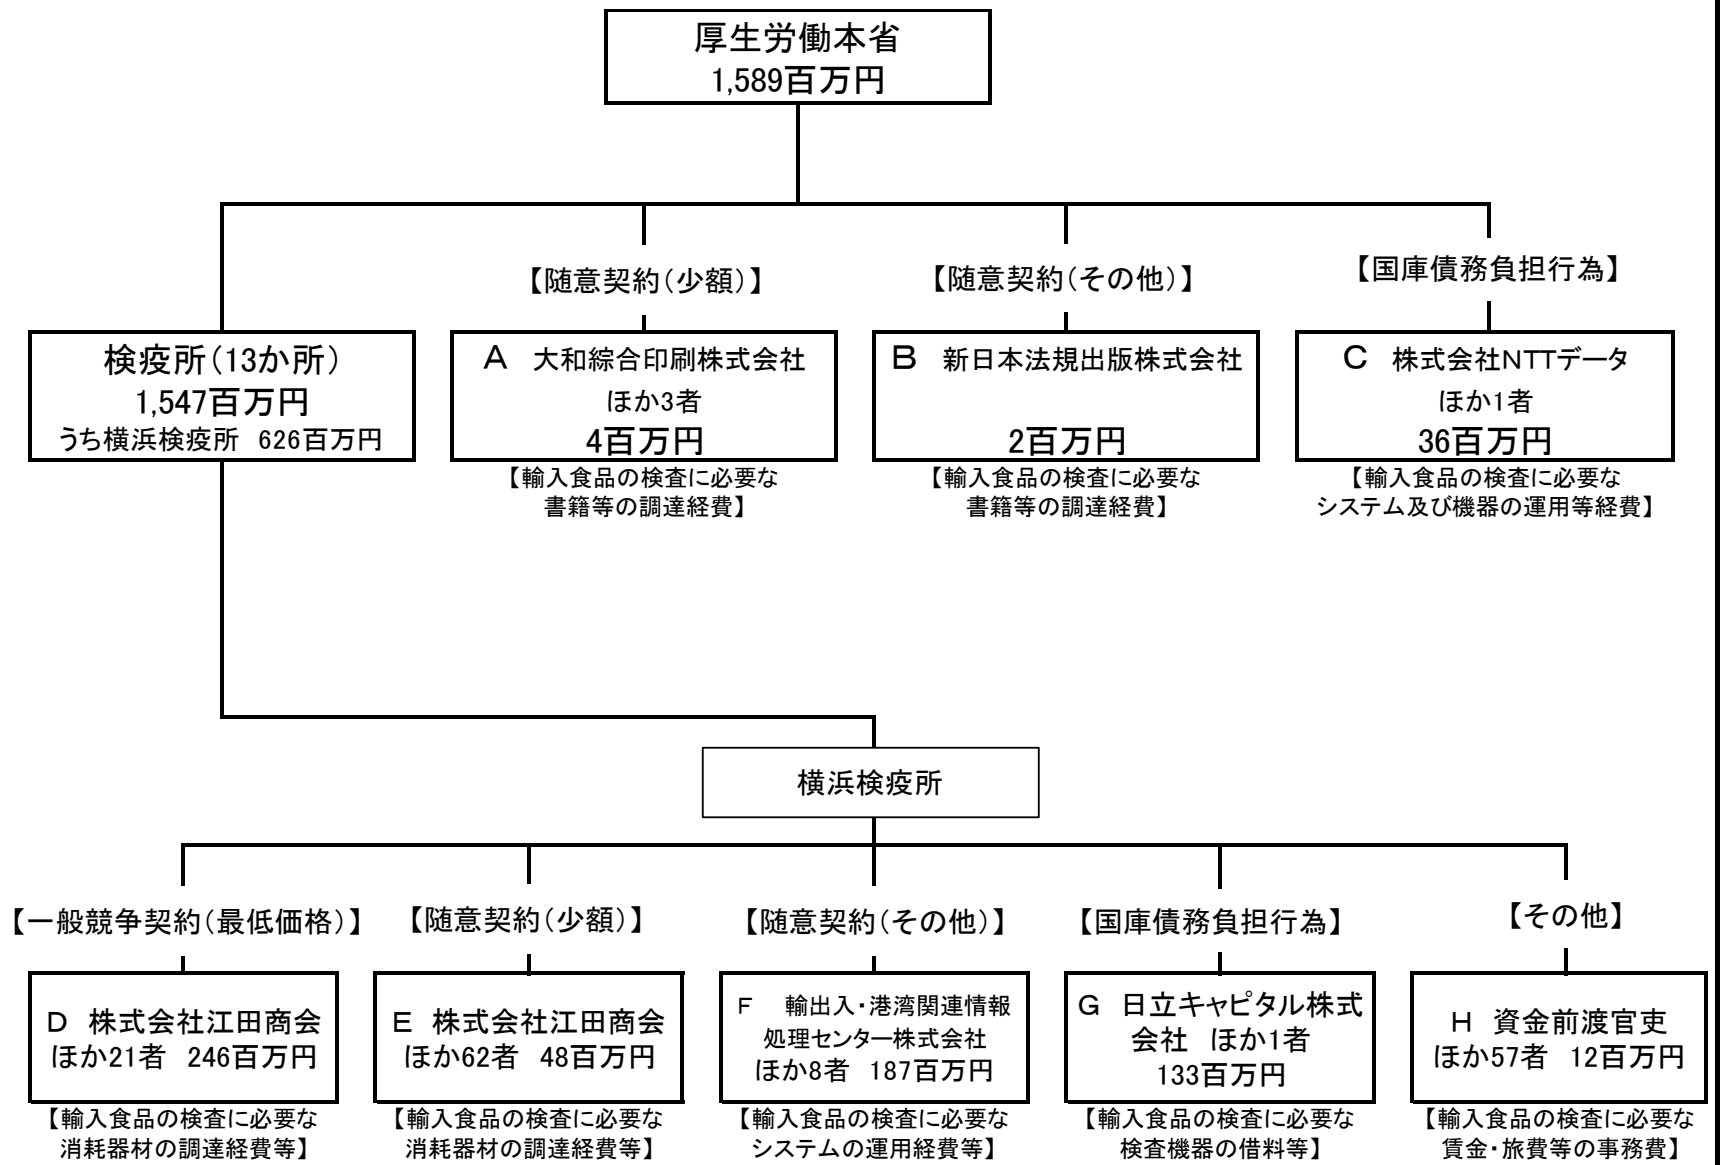 厚生労働本省
1,589百万円
【随意契約(少額)】
【随意契約(その他)】
【国庫債務負担行為】
検疫所(13か所)
1,547百万円
うち横浜検疫所 626百万円
A 大和綜合印刷株式会社
ほか3者
4百万円
B 新日本法規出版株式会社
2百万円
C 株式会社NTTデータ
ほか1者
36百万円
【輸入食品の検査に必要な
書籍等の調達経費】
【輸入食品の検査に必要な
書籍等の調達経費】
【輸入食品の検査に必要な
システム及び機器の運用等経費】
横浜検疫所
【一般競争契約(最低価格)】
【随意契約(少額)】
【随意契約(その他)】
【国庫債務負担行為】
【その他】
D 株式会社江田商会
ほか21者 246百万円
E 株式会社江田商会
ほか62者 48百万円
F 輸出入・港湾関連情報
処理センター株式会社
ほか8者 187百万円
G 日立キャピタル株式
会社 ほか1者
133百万円
H 資金前渡官吏
ほか57者 12百万円
【輸入食品の検査に必要な
消耗器材の調達経費等】
【輸入食品の検査に必要な
消耗器材の調達経費等】
【輸入食品の検査に必要な
システムの運用経費等】
【輸入食品の検査に必要な
検査機器の借料等】
【輸入食品の検査に必要な
賃金・旅費等の事務費】